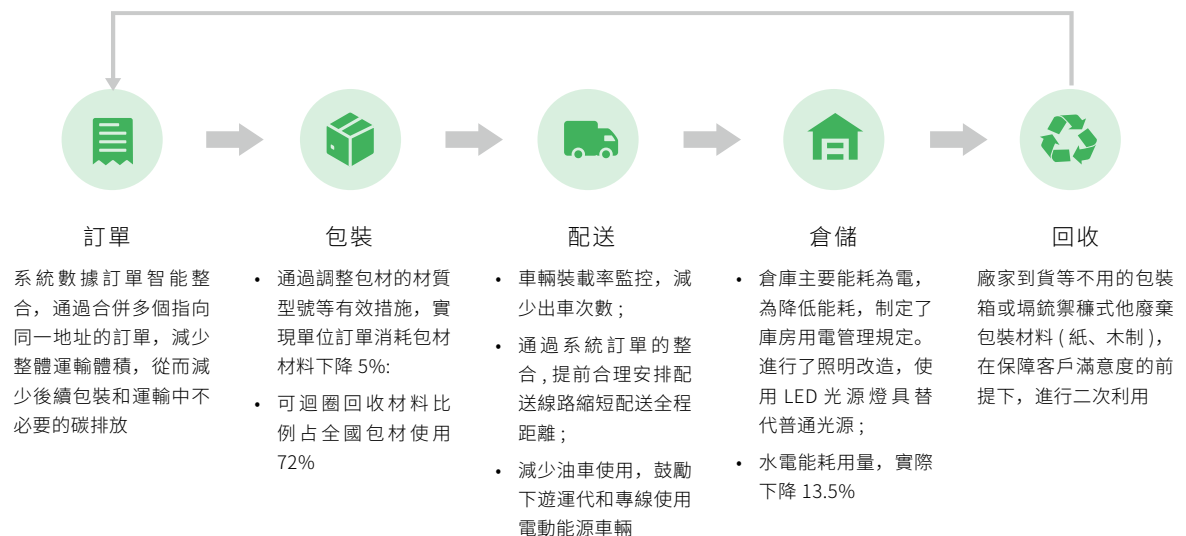 訂單
系統數據訂單智能整
合，通過合併多個指向
同一地址的訂單，減少
整體運輸體積，從而減
少後續包裝和運輸中不
必要的碳排放
包裝
• 通過調整包材的材質
型號等有效措施，實
現單位訂單消耗包材
材料下降 5%:
• 可迴圈回收材料比
例占全國包材使用
72%
配送
• 車輛裝載率監控，減
少出車次數 ;
• 通過系統訂單的整
合 , 提前合理安排配
送線路縮短配送全程
距離 ;
• 減少油車使用，鼓勵
下遊運代和專線使用
電動能源車輛
倉儲
• 倉庫主要能耗為電，
為降低能耗，制定了
庫房用電管理規定。
進行了照明改造，使
用 LED 光源燈具替
代普通光源 ;
• 水電能耗用量，實際
下降 13.5%
回收
廠家到貨等不用的包裝
箱或塥銃禦穰式他廢棄
包裝材料 ( 紙、木制 )，
在保障客戶滿意度的前
提下，進行二次利用